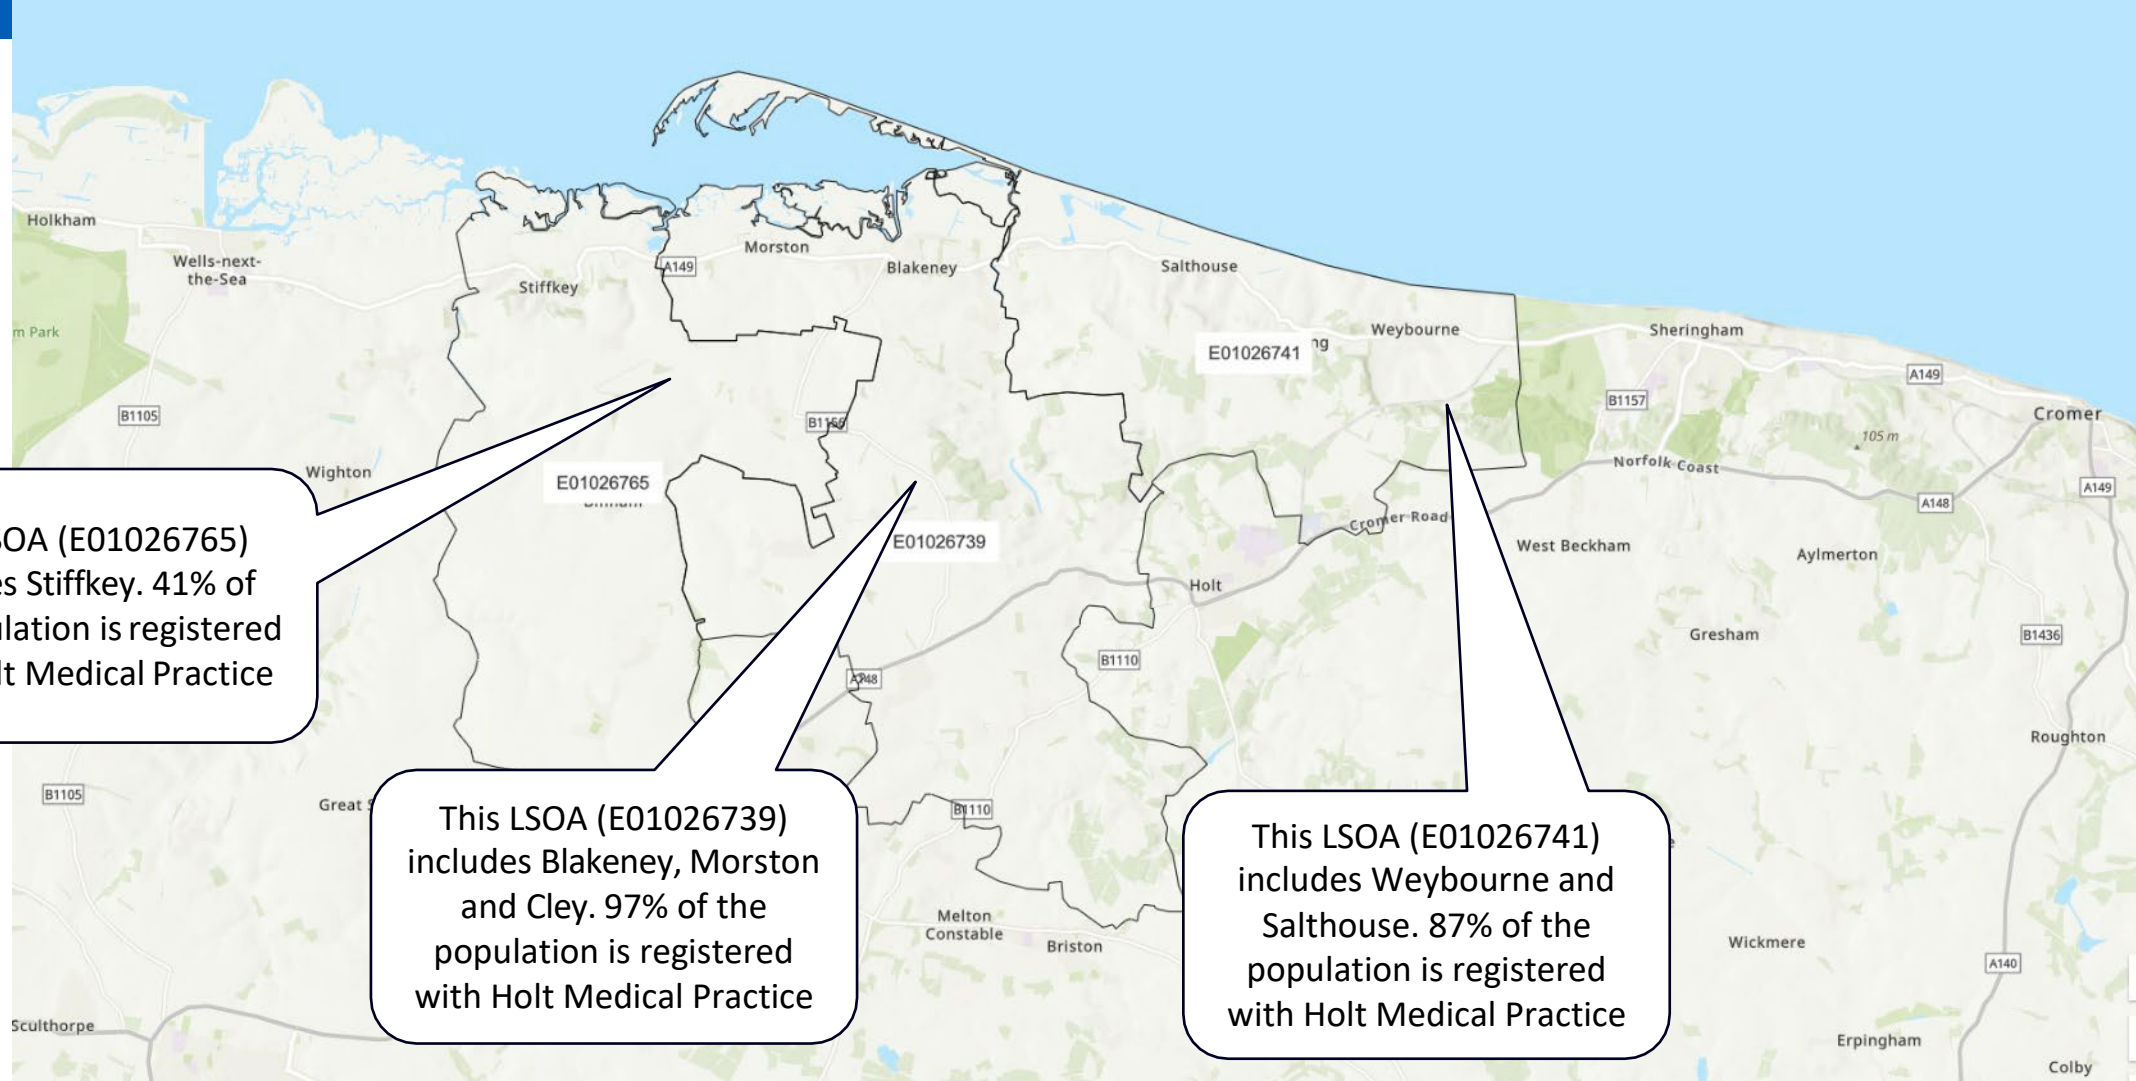 Holkham
Wells-next-
the-Sea
Park
B1105
Wighton
Stiffkey
A149
Morston
Blakeney
Salthouse
Weybourne
E01026741
Sheringham
A149
B1157
Cromer
105 m
Norfolk Coast
A149
A148
B1156
E01026765
E01026739
Cromer Road
West Beckham
Aylmerton
Holt
Gresham
B1436
B1110
A148
Roughton
(E01026765)
Stiffkey. 41% of
is registered
Medical Practice
B1105
Great
B1110
This LSOA (E01026739)
includes Blakeney, Morston
and Cley. 97% of the
population is registered
with Holt Medical Practice
This LSOA (E01026741)
includes Weybourne and
Salthouse. 87% of the
population is registered
with Holt Medical Practice
Melton
Constable
Briston
Wickmere
A140
Sculthorpe
Erpingham
Colby